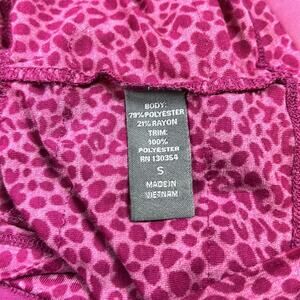 BODY:
79% POLYESTER
21% RAYON
TRIM:
100%
POLYESTER
RN 130354
S
MADE IN
VIETNAM